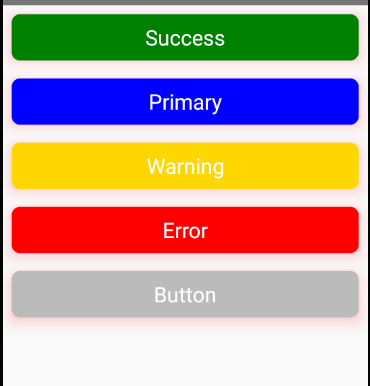 Success
Primary
Warning
Error
Button